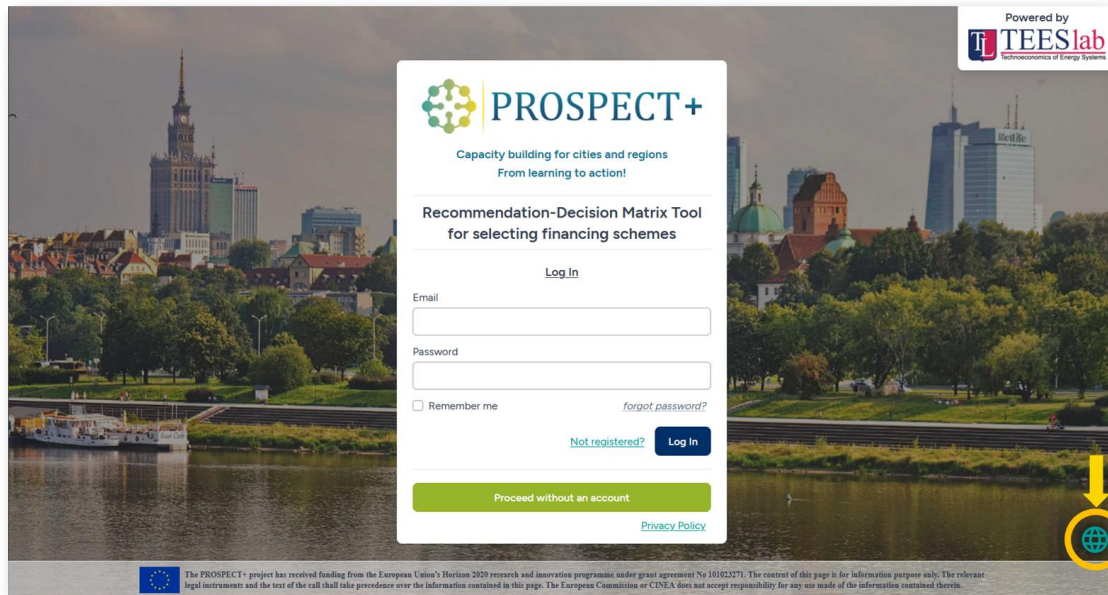 Powered by
TL TEESlab
Technoeconomics of Energy Systems
PROSPECT+
Capacity building for cities and regions
From learning to action!
Recommendation-Decision Matrix Tool
for selecting financing schemes
Log In
Email
Password
Remember me
forgot password?
Not registered?
Log In
Proceed without an account
Privacy Policy
MetLife
The PROSPECT+ project has received funding from the European Union's Horizon 2020 research and innovation programme under grant agreement No 101023271. The content of this page is for information purpose only. The relevant
legal instruments and the text of the call shall take precedence over the information contained in this page. The European Commission or CINEA does not accept responsibility for any use made of the information contained therein.